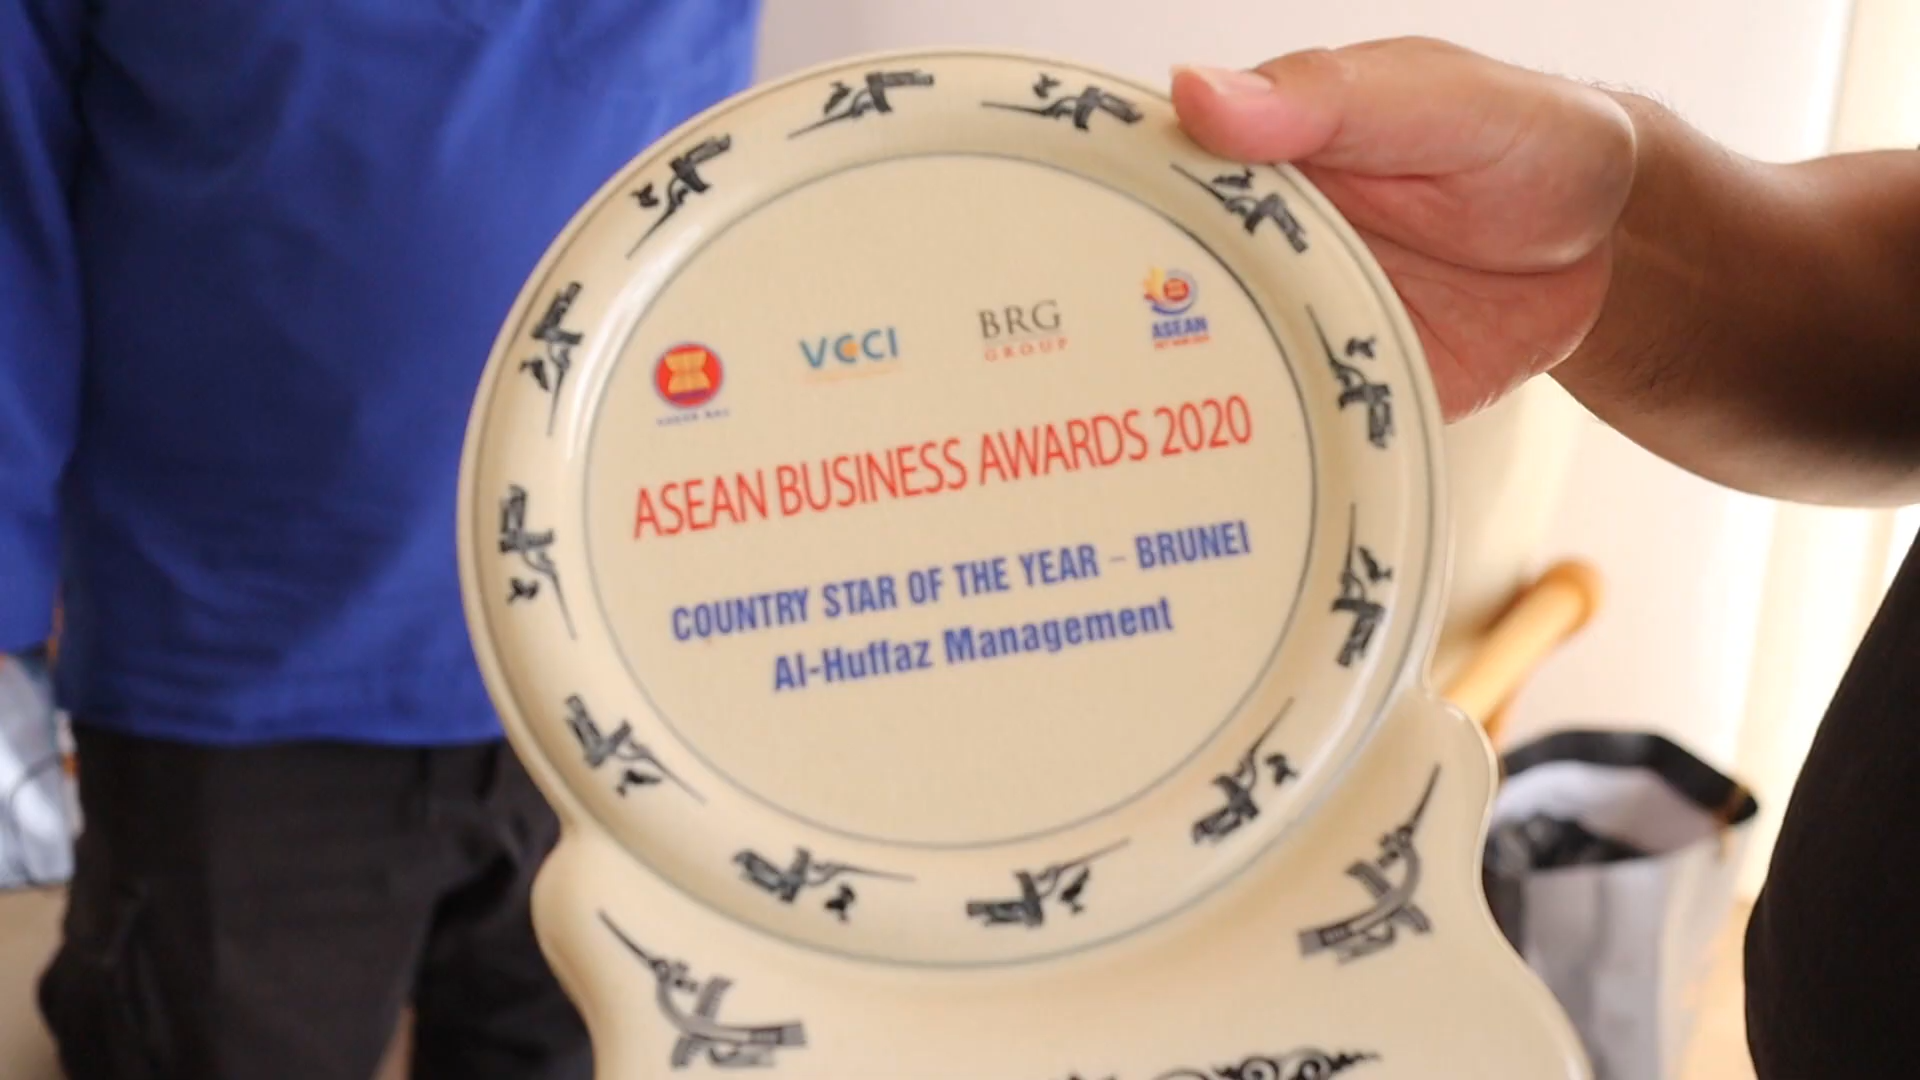 VCCI
BRG
GROUP
ASEAN
ASEAN BUSINESS AWARDS 2020
COUNTRY STAR OF THE YEAR – BRUNEI
Al-Huffaz Management